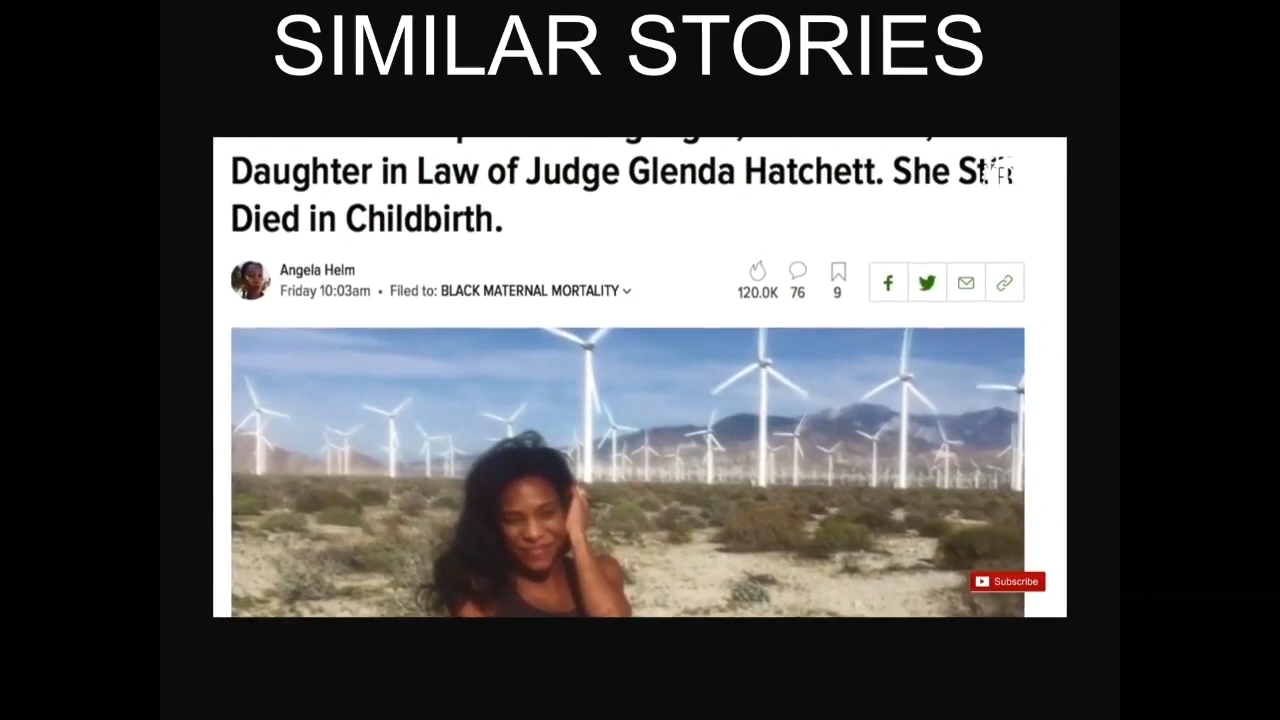 SIMILAR STORIES
Daughter in Law of Judge Glenda Hatchett. She
Died in Childbirth.
Angela Helm
Friday 10:03am • Filed to: BLACK MATERNAL MORTALITY
120.0K 76 9
Subscribe